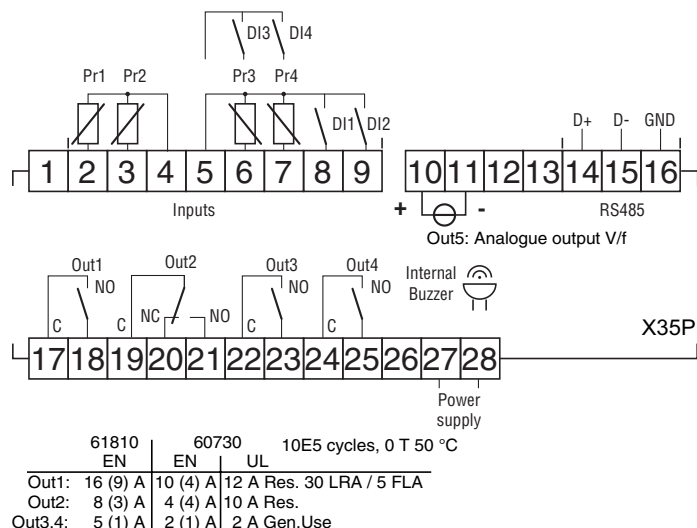 DI3 DI4
Pr1 Pr2 Pr3 Pr4
DI1 DI2
D+ D- GND
1 2 3 4 5 6 7 8 9 10 11 12 13 14 15 16
Inputs + - RS485
Out5: Analogue output V/f
Out1 Out2 Out3 Out4 Internal Buzzer
NO NC NO NO NO
C C C C
X35P
17 18 19 20 21 22 23 24 25 26 27 28
Power
supply
61810 60730 10E5 cycles, 0 T 50 °C
EN EN UL
Out1: 16 (9) A 10 (4) A 12 A Res. 30 LRA / 5 FLA
Out2: 8 (3) A 4 (4) A 10 A Res.
Out3,4: 5 (1) A 2 (1) A 2 A Gen.Use